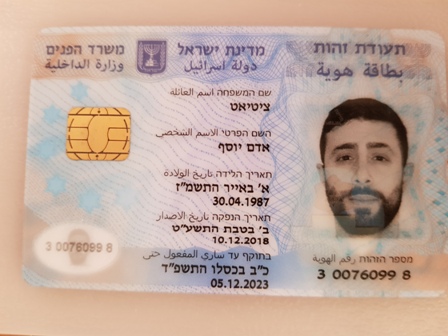 תעודת זהות
بطاقة هوية
מדינת ישראל
دولة اسرائيل
משרד הפנים
وزارة الداخلية
שם המשפחה اسم العائلة
ציטיאט
השם הפרטי الاسم الشخصي
אדם יוסף
תאריך הלידה تاريخ الولادة
א' באייר התשמ"ז
30.04.1987
תאריך הנפקה تاريخ الاصدار
ב' בטבת התשע"ט
10.12.2018
בתוקף עד ساري المفعول حتى
כ"ב בכסלו התשפ"ד
05.12.2023
מספר הזהות رقم الهوية
3 0076099 8
3 0076099 8